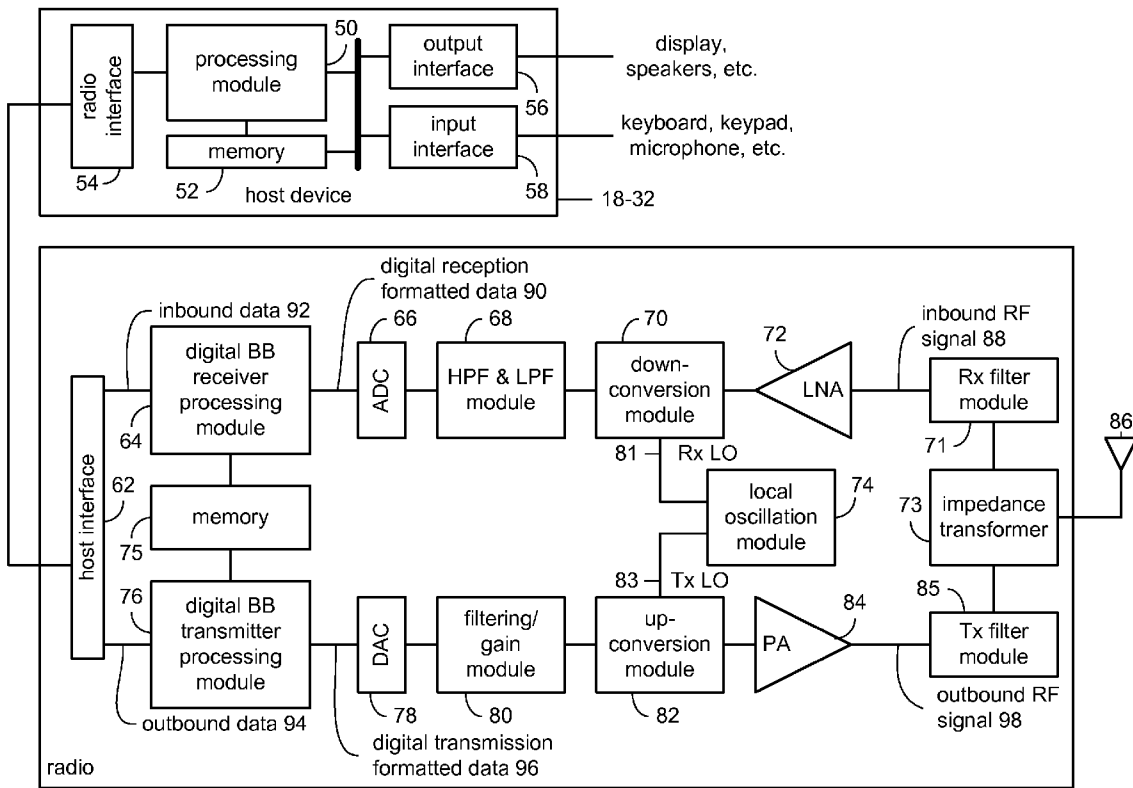 50
radio
interface
54
processing
module
memory
52
host device
output
interface
56
input
interface
58
display,
speakers, etc.
keyboard, keypad,
microphone, etc.
18-32
digital reception
formatted data 90
inbound data 92
digital BB
receiver
processing
module
64
66
ADC
68
HPF & LPF
module
70
down-
conversion
module
72
LNA
inbound RF
signal 88
Rx filter
module
71
86
81
Rx LO
host interface
62
memory
75
local
oscillation
module
74
73
impedance
transformer
83
Tx LO
76
digital BB
transmitter
processing
module
DAC
78
filtering/
gain
module
80
up-
conversion
module
82
PA
84
85
Tx filter
module
outbound data 94
digital transmission
formatted data 96
outbound RF
signal 98
radio